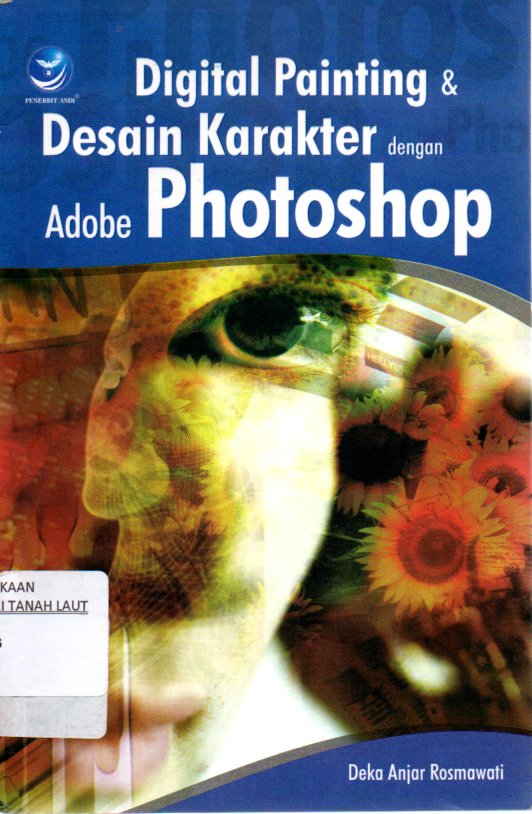 PENERBIT ANDI®
Digital Painting &
Desain Karakter dengan
Adobe Photoshop
KAAN
I TANAH LAUT
Deka Anjar Rosmawati